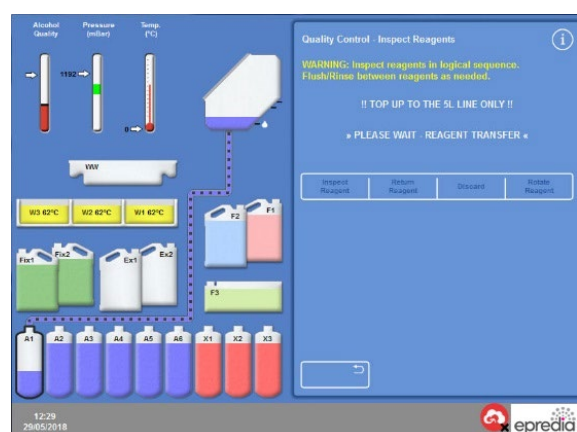 Alcohol Quality
Pressure (mBar)
Temp. (°C)
1192
0
WW
W3 62°C
W2 62°C
W1 62°C
Fix1
Fix2
Ex1
Ex2
F2
F1
F3
A1
A2
A3
A4
A5
A6
X1
X2
X3
Quality Control - Inspect Reagents
i
WARNING: Inspect reagents in logical sequence.
Flush/Rinse between reagents as needed.
!! TOP UP TO THE 5L LINE ONLY !!
» PLEASE WAIT - REAGENT TRANSFER «
Inspect Reagent
Return Reagent
Discard
Rotate Reagent
12:29
29/05/2018
epredia